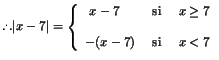 ∴|x − 7| = { x − 7 si x ≥ 7
−(x − 7) si x < 7